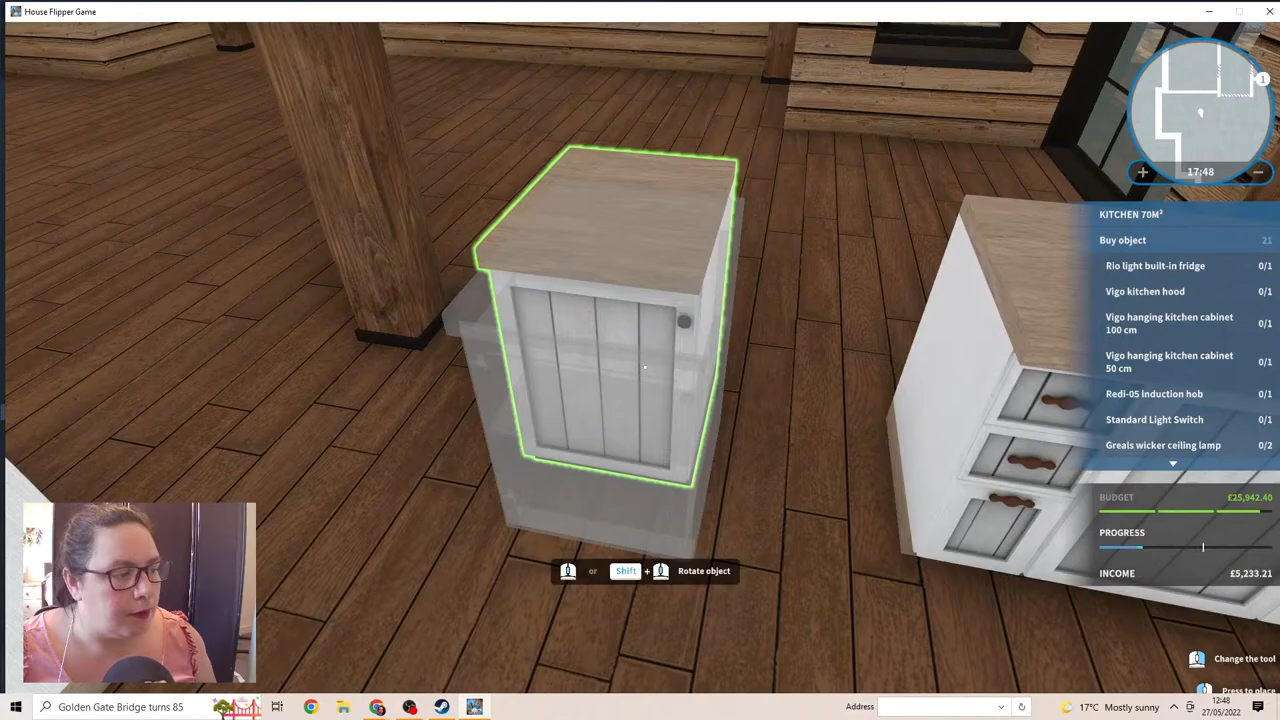 House Flipper Game
1
17:48
KITCHEN 70M²
Buy object 21
Rio light built-in fridge 0/1
Vigo kitchen hood 0/1
Vigo hanging kitchen cabinet
100 cm 0/1
Vigo hanging kitchen cabinet
50 cm 0/1
Redi-05 induction hob 0/1
Standard Light Switch 0/1
Greals wicker ceiling lamp 0/2
BUDGET £25,942.40
PROGRESS
INCOME £5,233.21
or Shift + Rotate object
Change the tool
Press to place
Golden Gate Bridge turns 85
Address
17°C Mostly sunny
12:48
27/05/2022